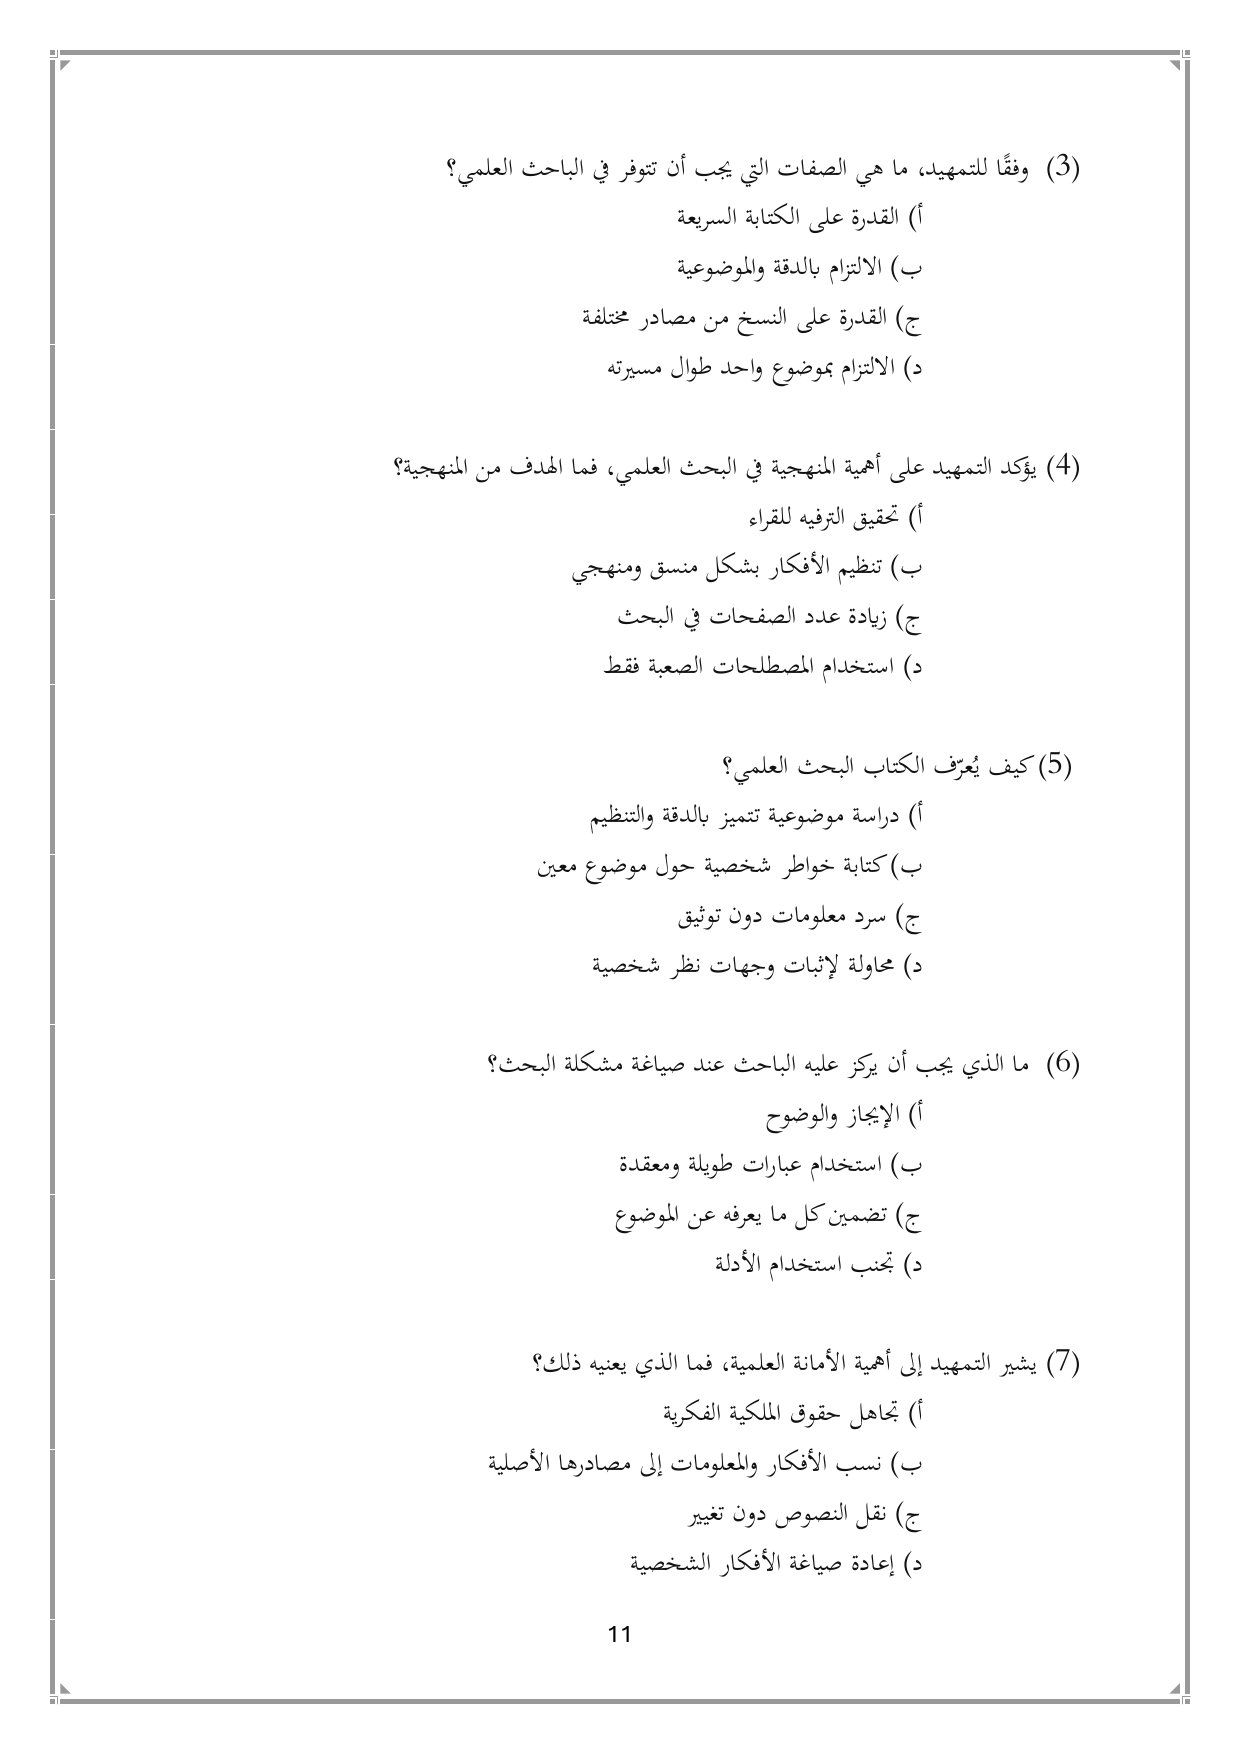 (3) وفقًا للتمهيد، ما هي الصفات التي يجب أن تتوفر في الباحث العلمي؟
أ) القدرة على الكتابة السريعة
ب) الالتزام بالدقة والموضوعية
ج) القدرة على النسخ من مصادر مختلفة
د) الالتزام بموضوع واحد طوال مسيرته
(4) يؤكد التمهيد على أهمية المنهجية في البحث العلمي، فما الهدف من المنهجية؟
أ) تحقيق الترفيه للقراء
ب) تنظيم الأفكار بشكل منسق ومنهجي
ج) زيادة عدد الصفحات في البحث
د) استخدام المصطلحات الصعبة فقط
(5) كيف يُعرّف الكتاب البحث العلمي؟
أ) دراسة موضوعية تتميز بالدقة والتنظيم
ب) كتابة خواطر شخصية حول موضوع معين
ج) سرد معلومات دون توثيق
د) محاولة لإثبات وجهات نظر شخصية
(6) ما الذي يجب أن يركز عليه الباحث عند صياغة مشكلة البحث؟
أ) الإيجاز والوضوح
ب) استخدام عبارات طويلة ومعقدة
ج) تضمين كل ما يعرفه عن الموضوع
د) تجنب استخدام الأدلة
(7) يشير التمهيد إلى أهمية الأمانة العلمية، فما الذي يعنيه ذلك؟
أ) تجاهل حقوق الملكية الفكرية
ب) نسب الأفكار والمعلومات إلى مصادرها الأصلية
ج) نقل النصوص دون تغيير
د) إعادة صياغة الأفكار الشخصية
11